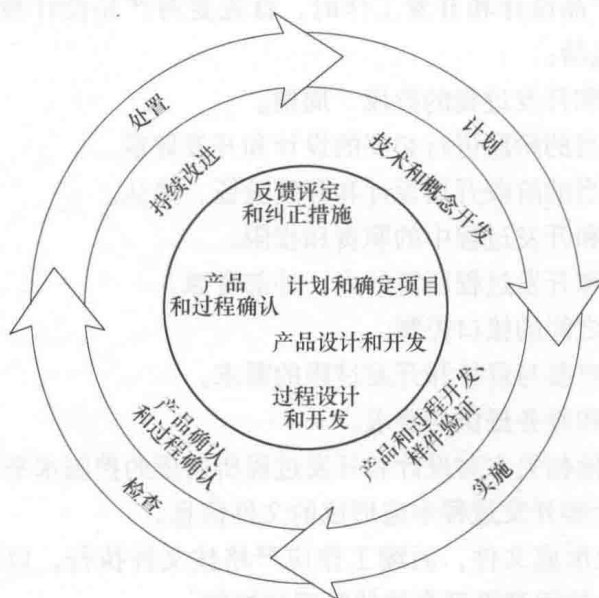 处置
计划
持续改进
技术和概念开发
反馈评定
和纠正措施
产品
和过程确认
计划和确定项目
产品设计和开发
过程设计
和开发
产品确认
和过程确认
产品和过程开发
样件验证
检查
实施